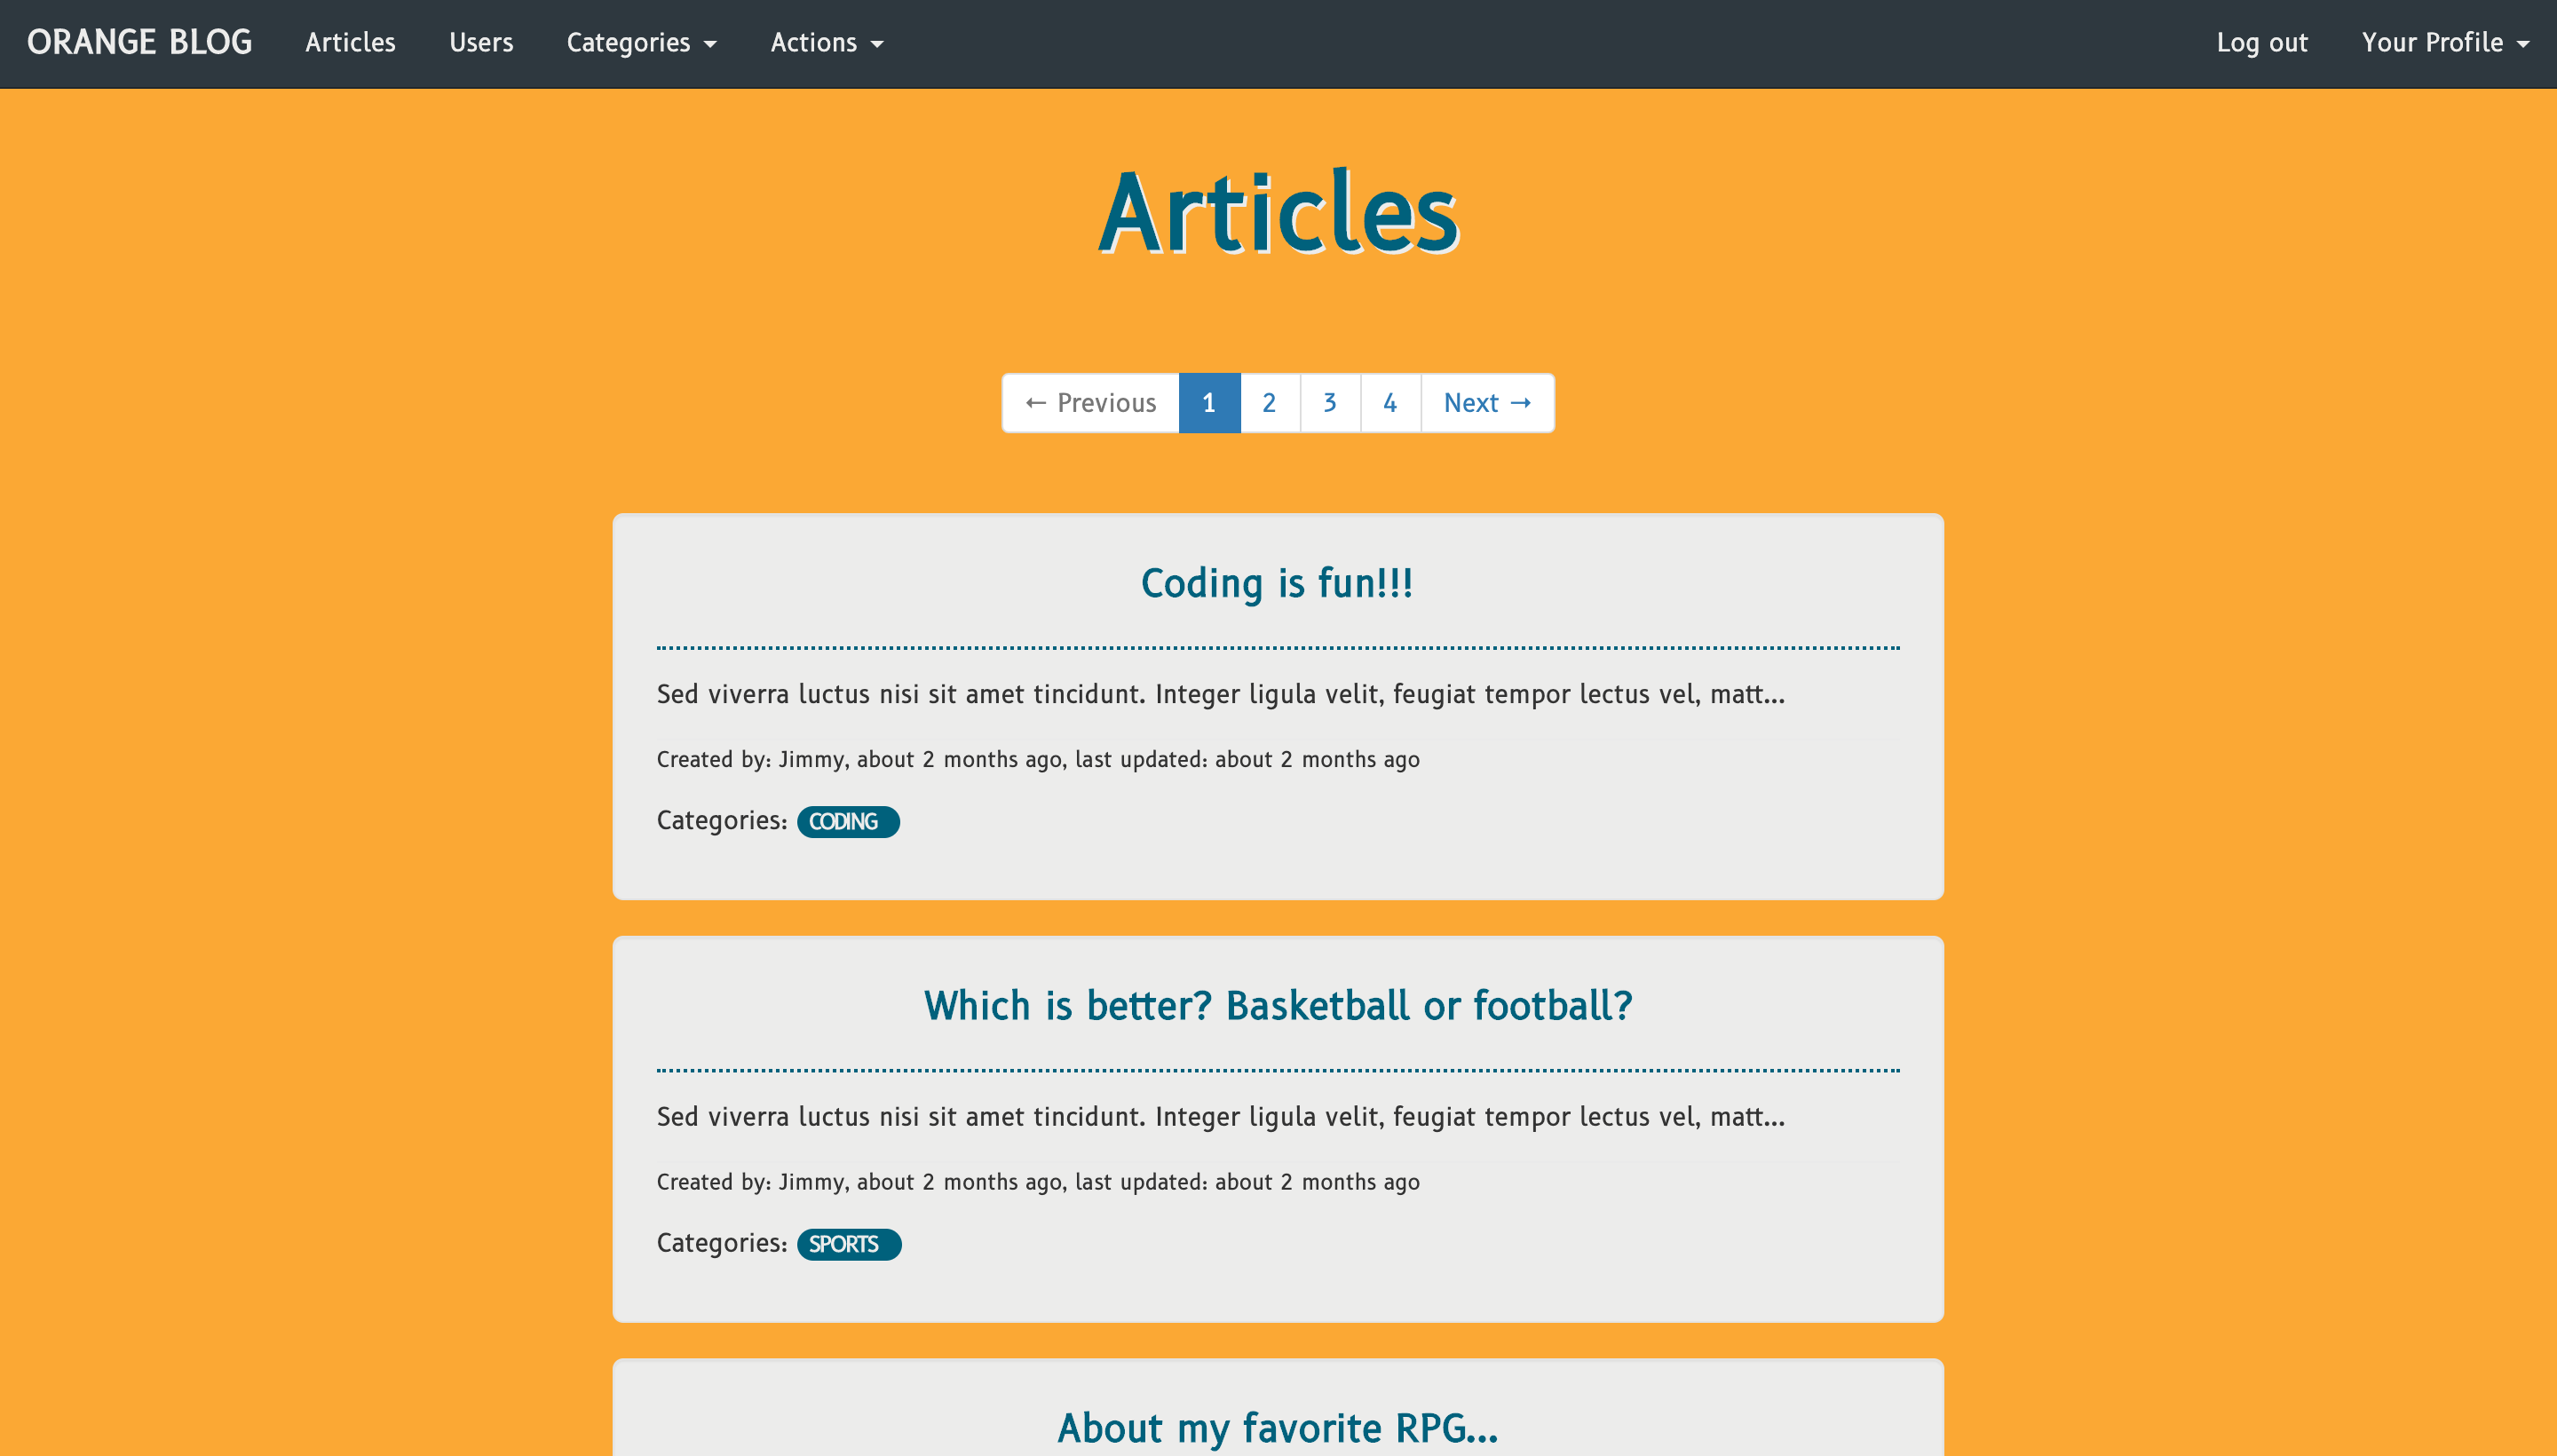 ORANGE BLOG Articles Users Categories Actions Log out Your Profile
Articles
← Previous 1 2 3 4 Next →
Coding is fun!!!
Sed viverra luctus nisi sit amet tincidunt. Integer ligula velit, feugiat tempor lectus vel, matt...
Created by: Jimmy, about 2 months ago, last updated: about 2 months ago
Categories: CODING
Which is better? Basketball or football?
Sed viverra luctus nisi sit amet tincidunt. Integer ligula velit, feugiat tempor lectus vel, matt...
Created by: Jimmy, about 2 months ago, last updated: about 2 months ago
Categories: SPORTS
About my favorite RPG...